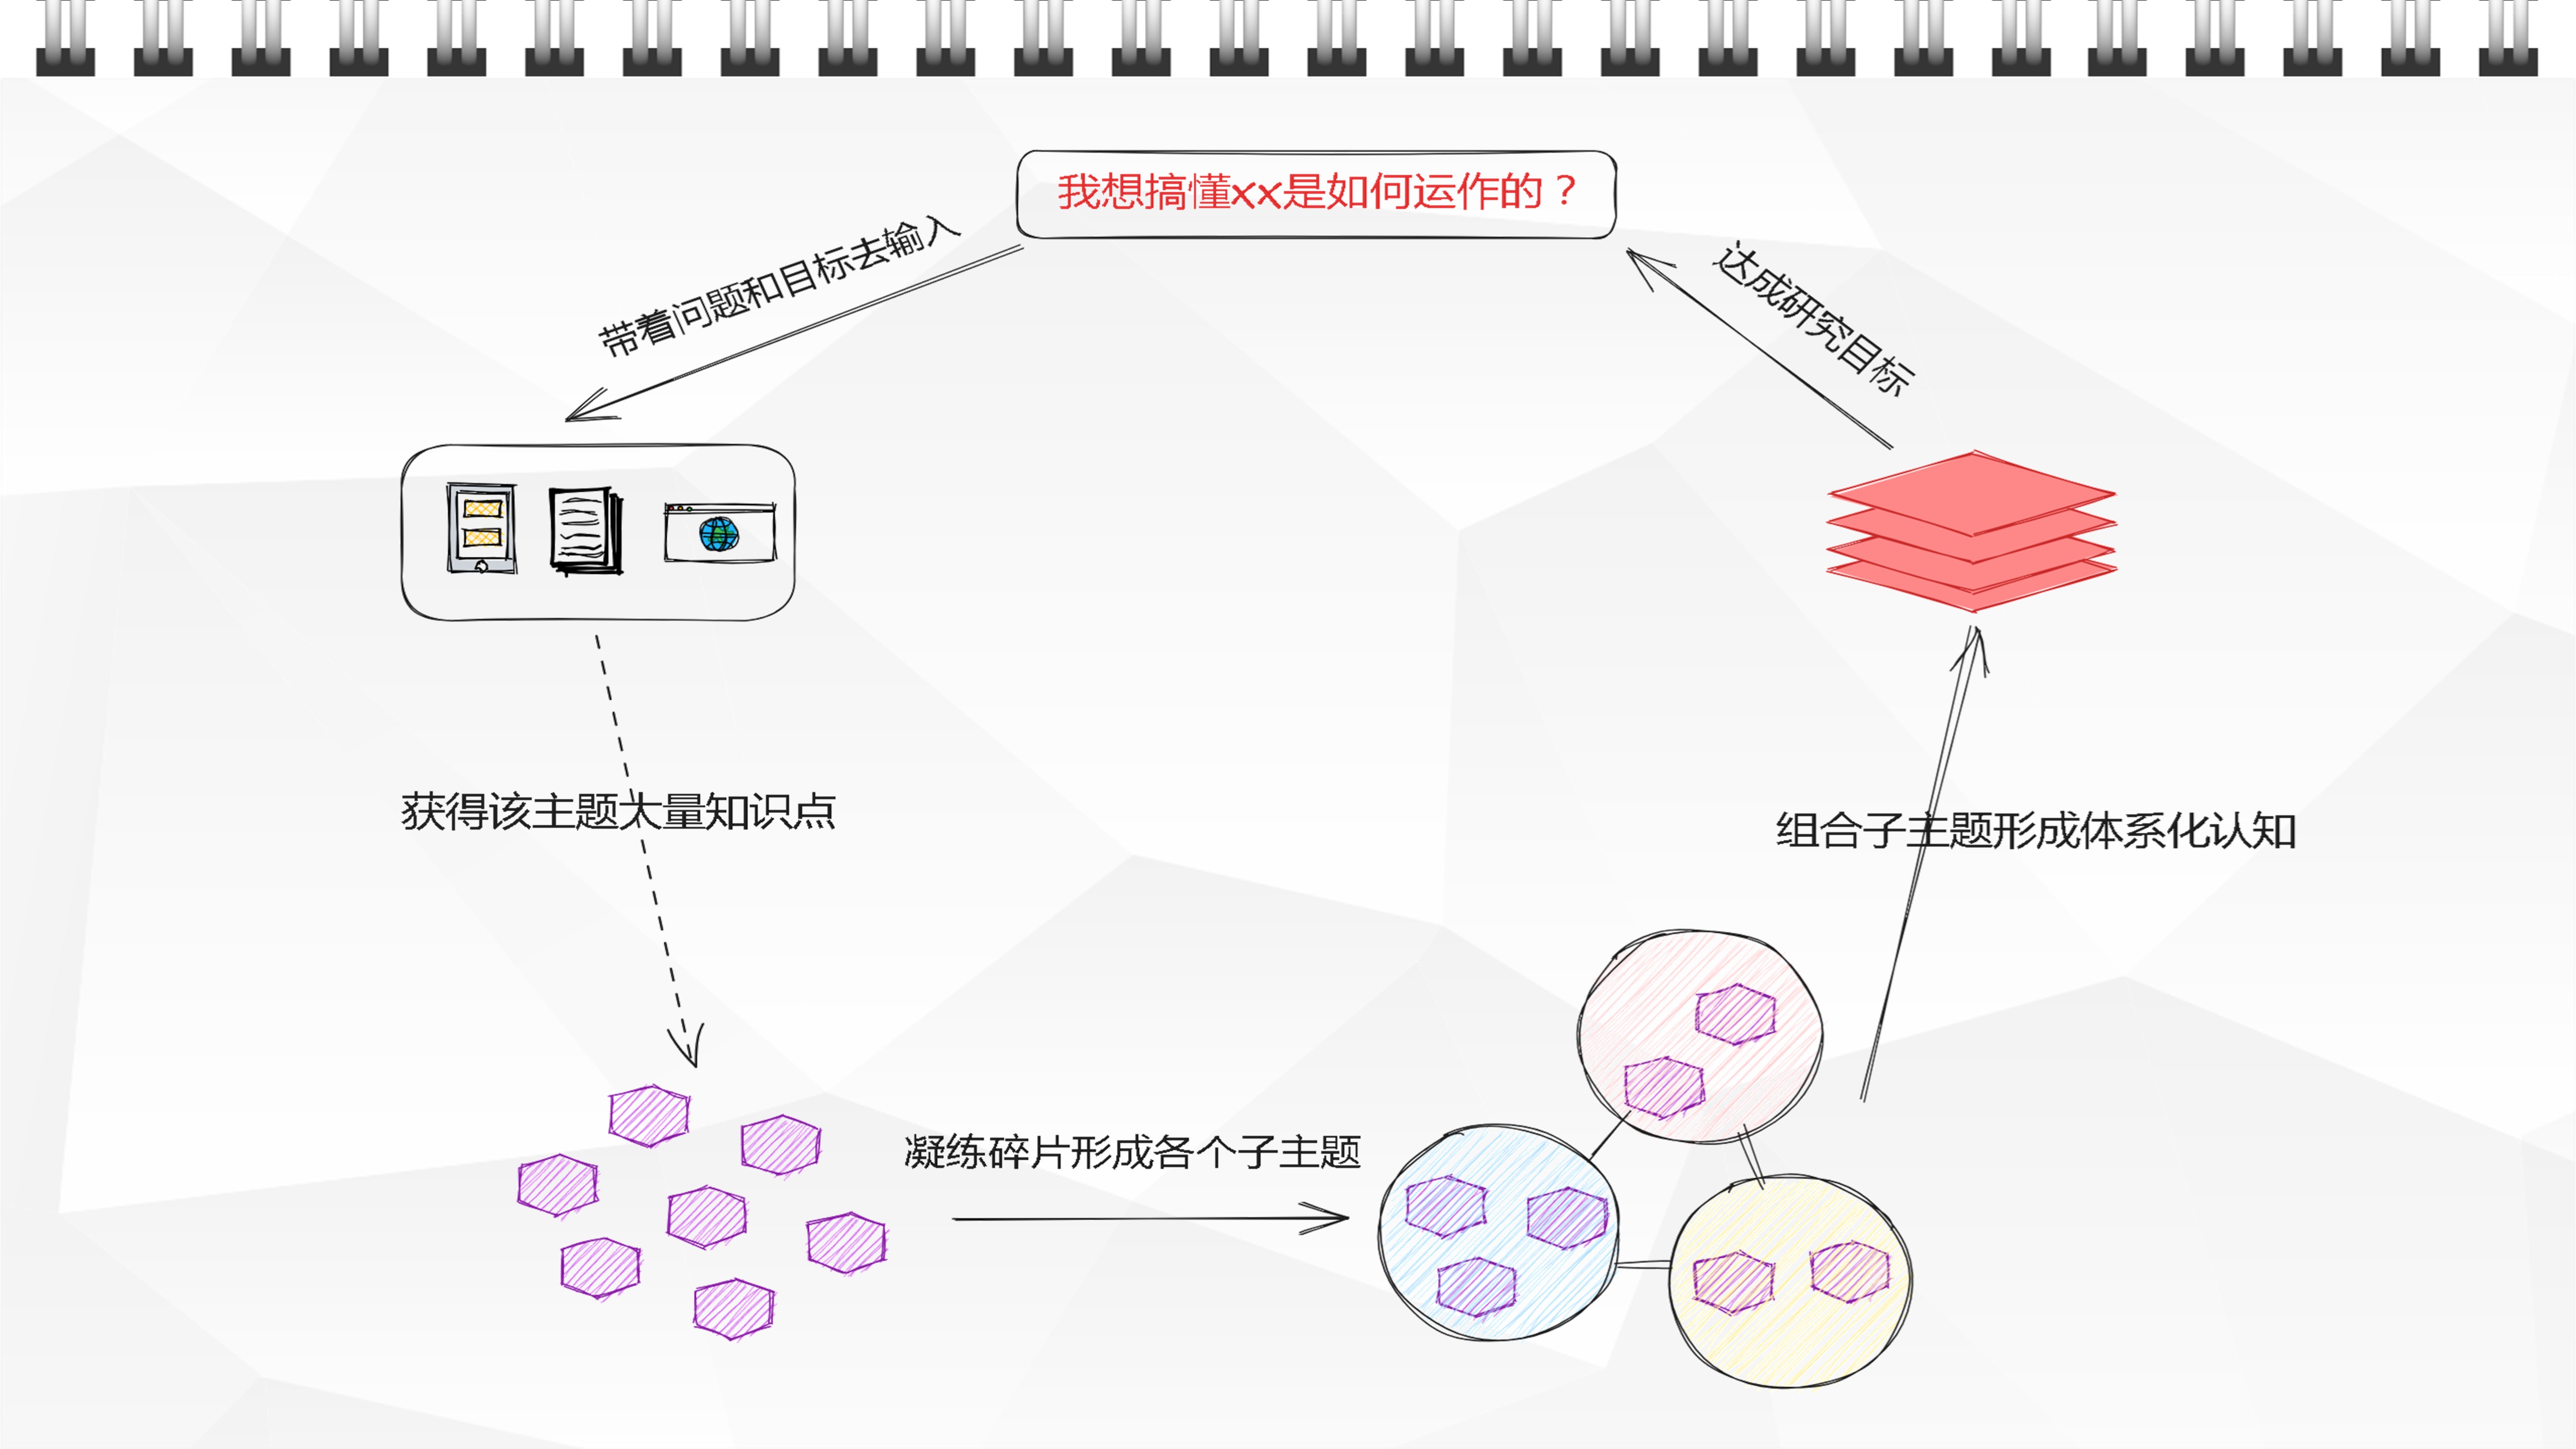 我想搞懂xx是如何运作的？
带着问题和目标去输入
达成研究目标
获得该主题大量知识点
组合子主题形成体系化认知
凝练碎片形成各个子主题